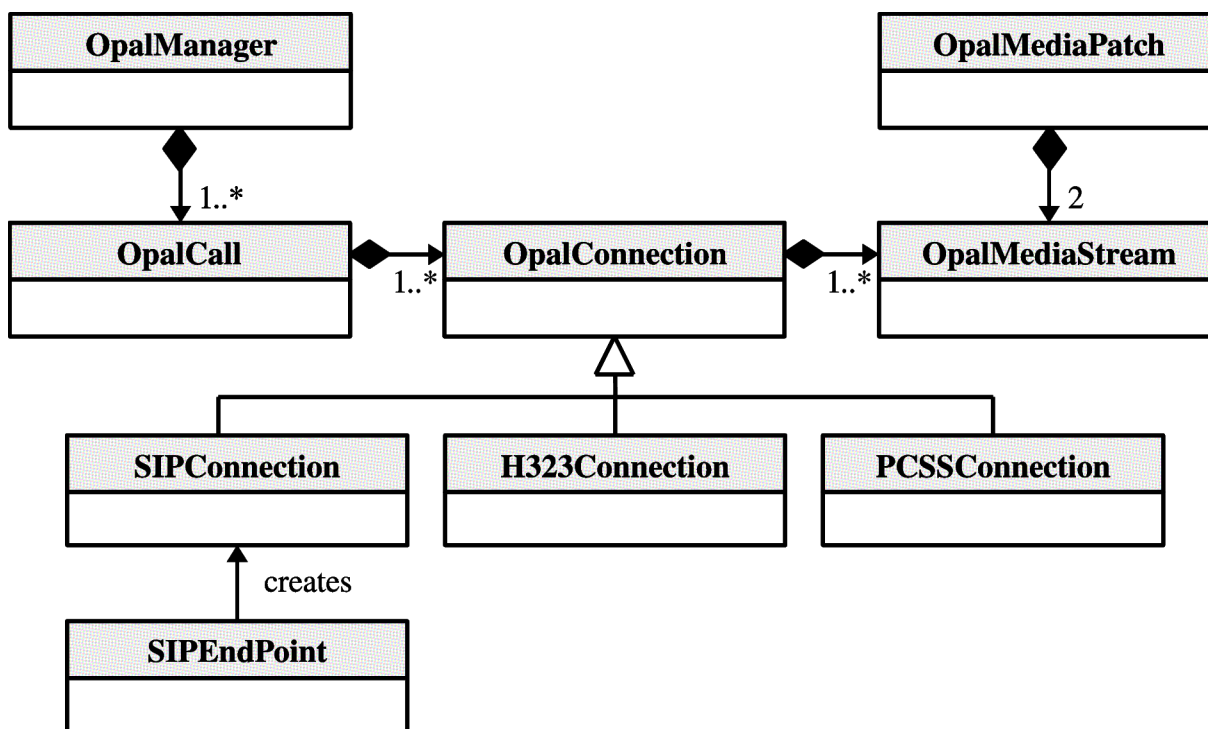 OpalManager
OpalMediaPatch
1..*
2
OpalCall
OpalConnection
OpalMediaStream
1..*
1..*
SIPConnection
H323Connection
PCSSConnection
creates
SIPEndPoint